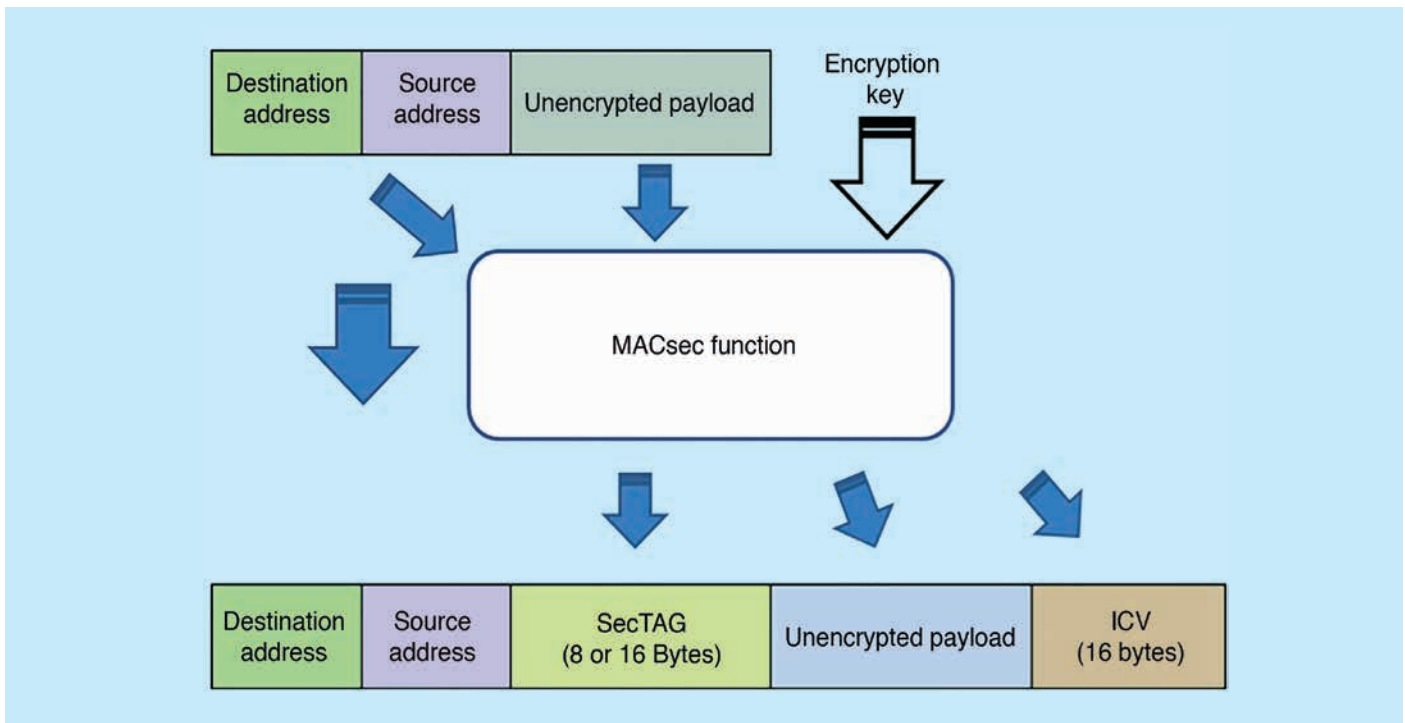 Destination
address
Source
address
Unencrypted payload
Encryption
key
MACsec function
Destination
address
Source
address
SecTAG
(8 or 16 Bytes)
Unencrypted payload
ICV
(16 bytes)